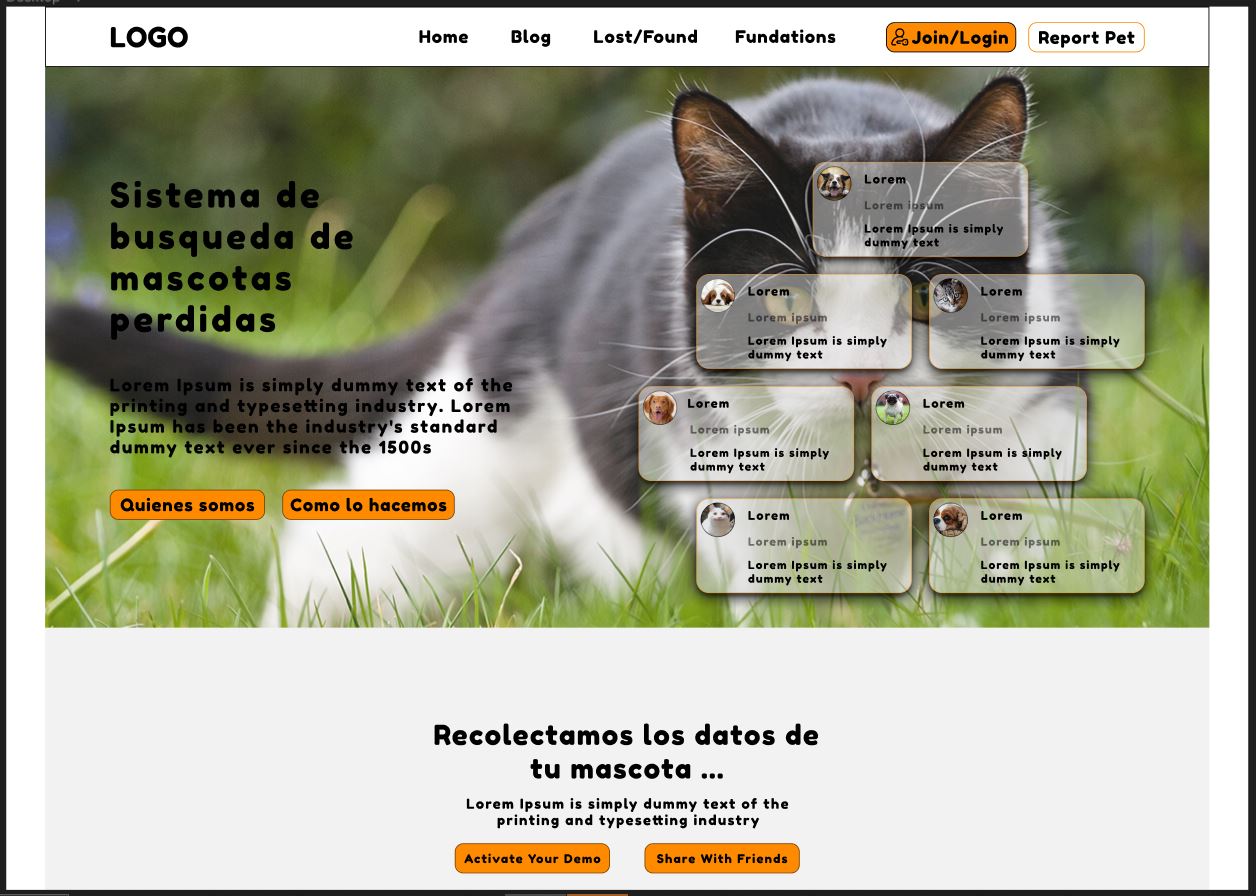 LOGO
Home
Blog
Lost/Found
Fundations
Join/Login
Report Pet
Sistema de
busqueda de
mascotas
perdidas
Lorem Ipsum is simply dummy text of the
printing and typesetting industry. Lorem
Ipsum has been the industry's standard
dummy text ever since the 1500s
Quienes somos
Como lo hacemos
Lorem
Lorem ipsum
Lorem Ipsum is simply
dummy text
Lorem
Lorem ipsum
Lorem Ipsum is simply
dummy text
Lorem
Lorem ipsum
Lorem Ipsum is simply
dummy text
Lorem
Lorem ipsum
Lorem Ipsum is simply
dummy text
Lorem
Lorem ipsum
Lorem Ipsum is simply
dummy text
Lorem
Lorem ipsum
Lorem Ipsum is simply
dummy text
Lorem
Lorem ipsum
Lorem Ipsum is simply
dummy text
Recolectamos los datos de
tu mascota ...
Lorem Ipsum is simply dummy text of the
printing and typesetting industry
Activate Your Demo
Share With Friends